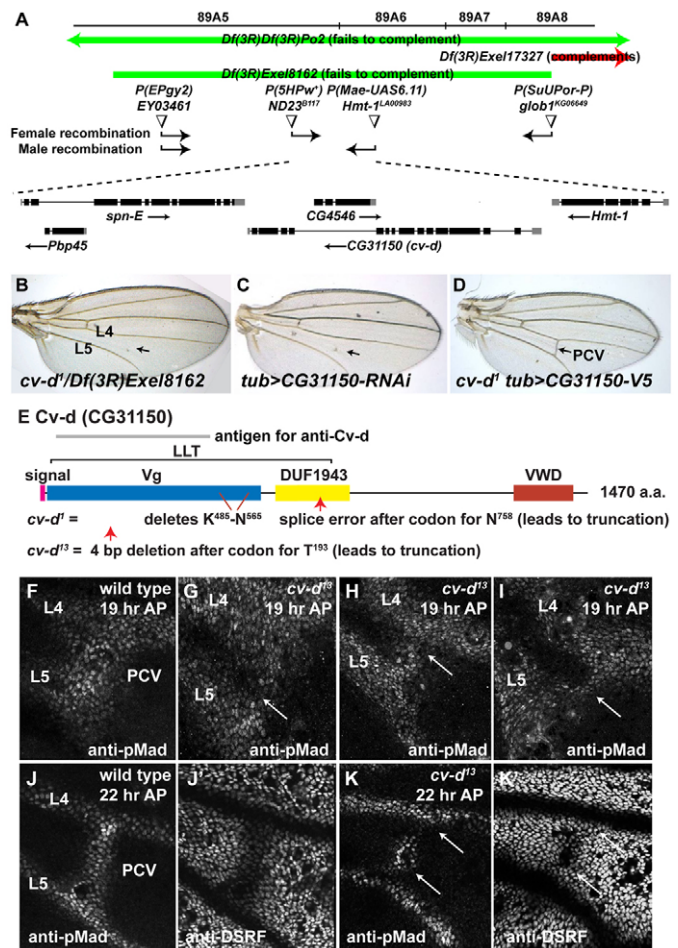 A
89A5 89A6 89A7 89A8
Df(3R)Df(3R)Po2 (fails to complement)
Df(3R)Exel17327 (complements)
Df(3R)Exel8162 (fails to complement)
P(EPgy2) P(5HPw+) P(Mae-UAS6.11) P(SuUPor-P)
EY03461 ND23B117 Hmt-1LA00983 glob1KG06649
Female recombination
Male recombination
spn-E CG4546 Hmt-1
Pbp45 CG31150 (cv-d)
B C D
L4
L5 PCV
cv-d1/Df(3R)Exel8162 tub>CG31150-RNAi cv-d1 tub>CG31150-V5
E Cv-d (CG31150)
antigen for anti-Cv-d
LLT
signal Vg DUF1943 VWD
1470 a.a.
cv-d1 = deletes K485-N565 splice error after codon for N758 (leads to truncation)
cv-d13 = 4 bp deletion after codon for T193 (leads to truncation)
F wild type G cv-d13 H cv-d13 I cv-d13
L4 19 hr AP L4 19 hr AP L4 19 hr AP L4 19 hr AP
L5 PCV L5 L5 L5
anti-pMad anti-pMad anti-pMad anti-pMad
J wild type J' K cv-d13 K'
L4 22 hr AP 22 hr AP
L5 PCV
anti-pMad anti-DSRF anti-pMad anti-DSRF